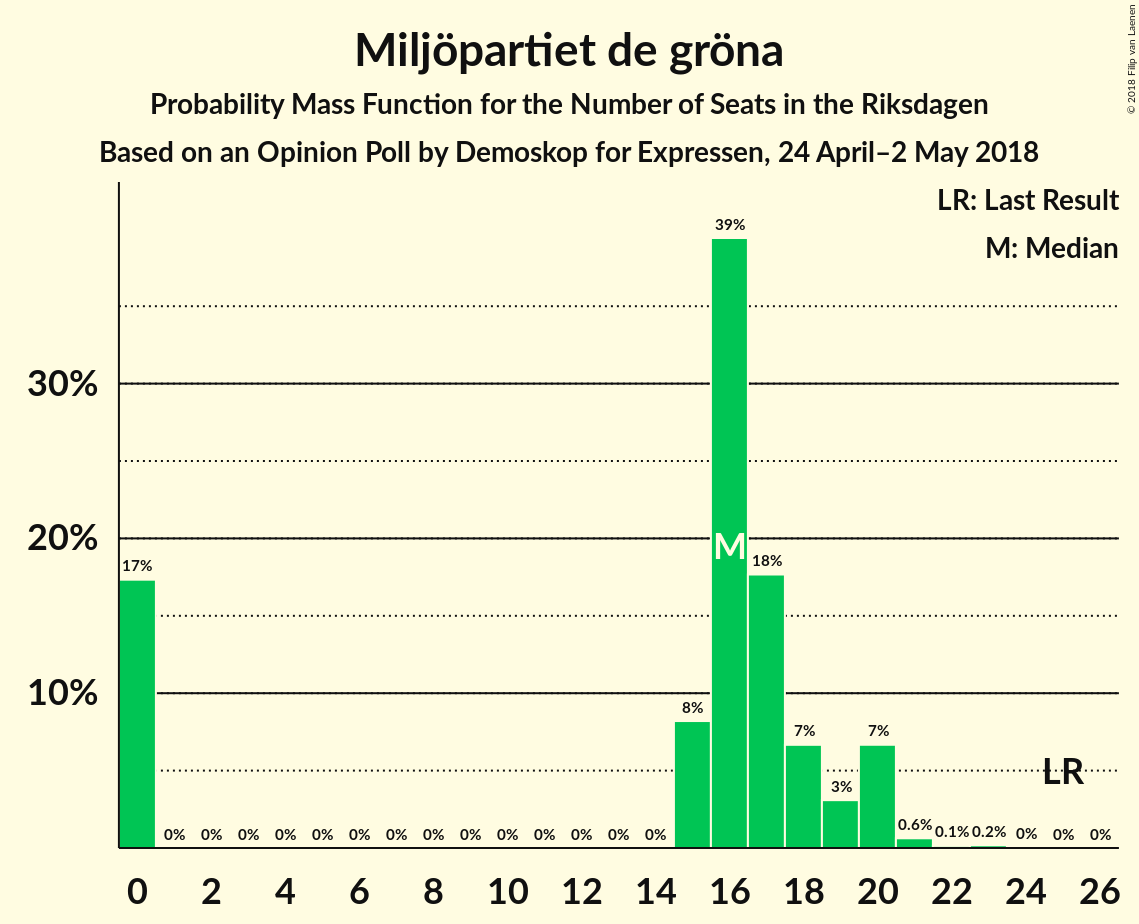 Miljöpartiet de gröna
Probability Mass Function for the Number of Seats in the Riksdagen
Based on an Opinion Poll by Demoskop for Expressen, 24 April–2 May 2018
© 2018 Filip van Laenen
LR: Last Result
M: Median
39%
30%
20%
M
18%
17%
10%
8%
7%
7%
LR
3%
0% 0% 0% 0% 0% 0% 0% 0% 0% 0% 0% 0% 0% 0% 0.6% 0.1% 0.2% 0% 0% 0%
0 2 4 6 8 10 12 14 16 18 20 22 24 26